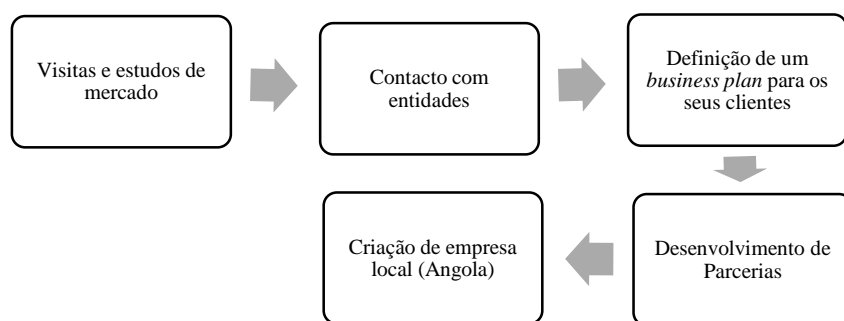 Visitas e estudos de
mercado
Contacto com
entidades
Definição de um
business plan para os
seus clientes
Desenvolvimento de
Parcerias
Criação de empresa
local (Angola)